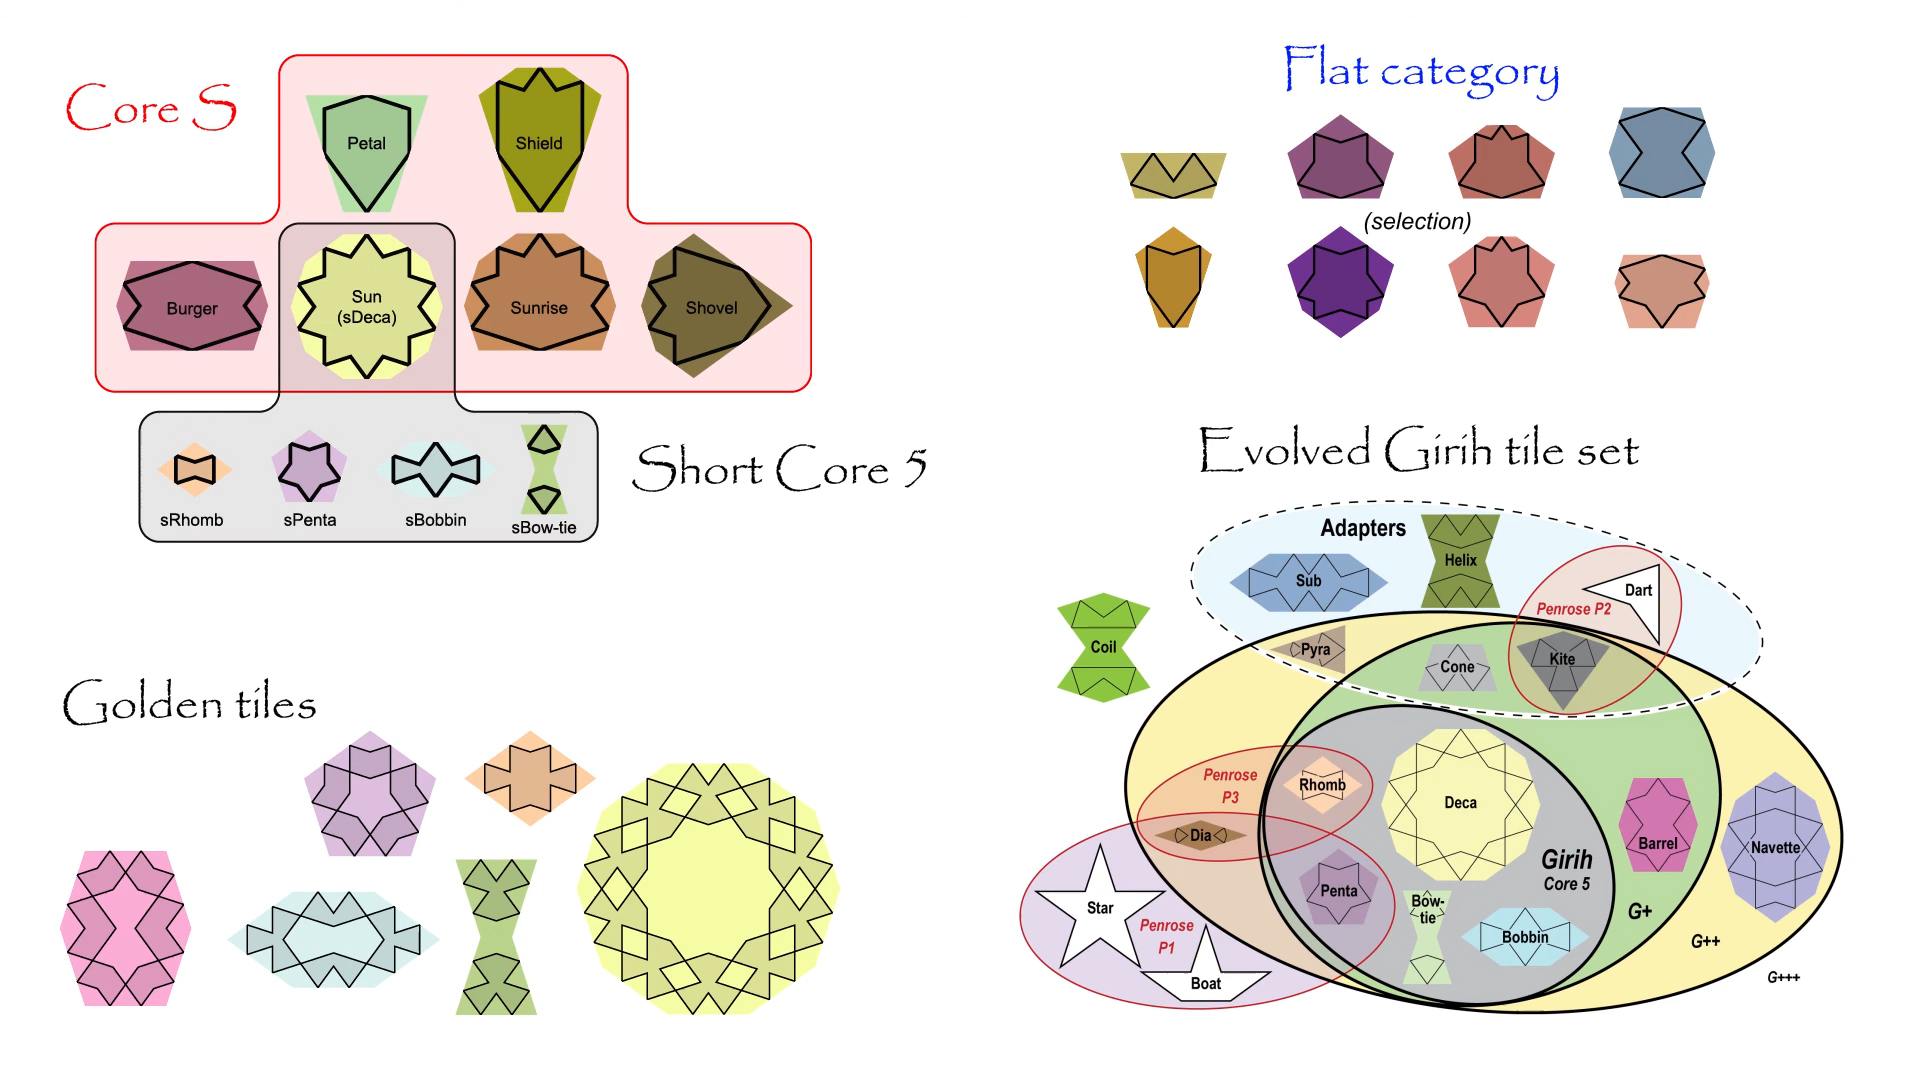 Core S
Petal
Shield
Burger
Sun
(sDeca)
Sunrise
Shovel
Short Core 5
sRhomb
sPenta
sBobbin
sBow-tie
Flat category
(selection)
Golden tiles
Evolved Girih tile set
Adapters
Helix
Sub
Dart
Penrose P2
Coil
Pyra
Cone
Kite
Penrose
P3
Rhomb
Deca
Dia
Girih
Core 5
Barrel
Navette
Penta
Bow-
tie
Bobbin
Star
Penrose
P1
Boat
G+
G++
G+++